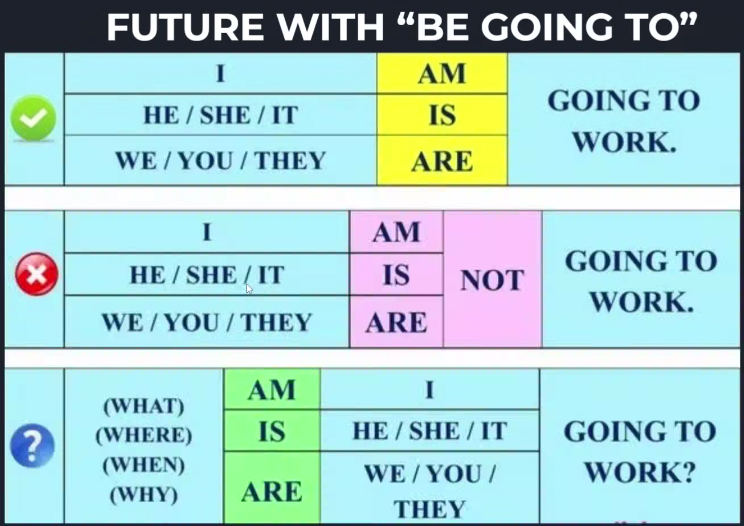 FUTURE WITH “BE GOING TO”
I
AM
HE / SHE / IT
IS
WE / YOU / THEY
ARE
GOING TO
WORK.
I
AM
HE / SHE / IT
IS
WE / YOU / THEY
ARE
NOT
GOING TO
WORK.
(WHAT)
(WHERE)
(WHEN)
(WHY)
AM
I
IS
HE / SHE / IT
ARE
WE / YOU /
THEY
GOING TO
WORK?